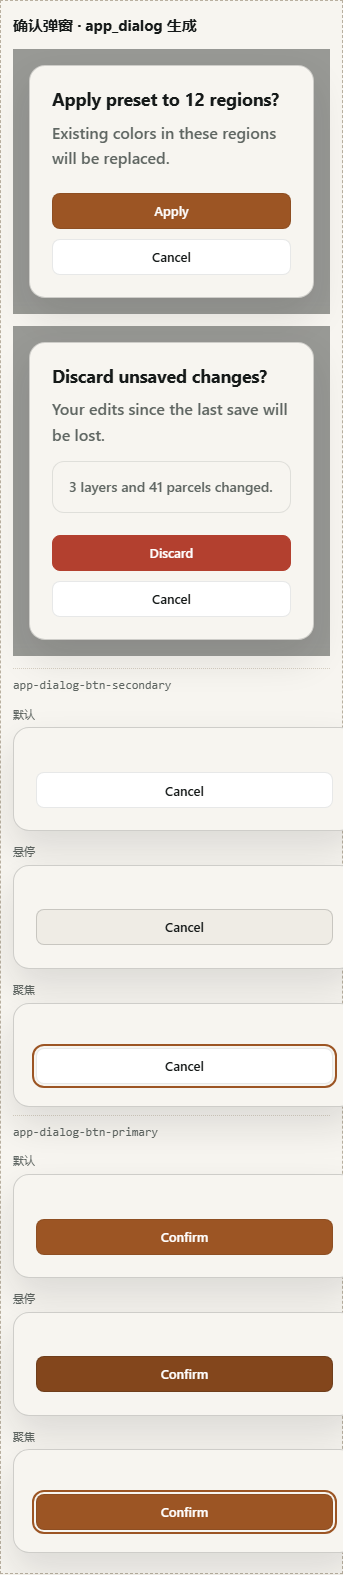 确认弹窗 · app_dialog 生成
Apply preset to 12 regions?
Existing colors in these regions
will be replaced.
Apply
Cancel
Discard unsaved changes?
Your edits since the last save will
be lost.
3 layers and 41 parcels changed.
Discard
Cancel
app-dialog-btn-secondary
默认
Cancel
悬停
Cancel
聚焦
Cancel
app-dialog-btn-primary
默认
Confirm
悬停
Confirm
聚焦
Confirm